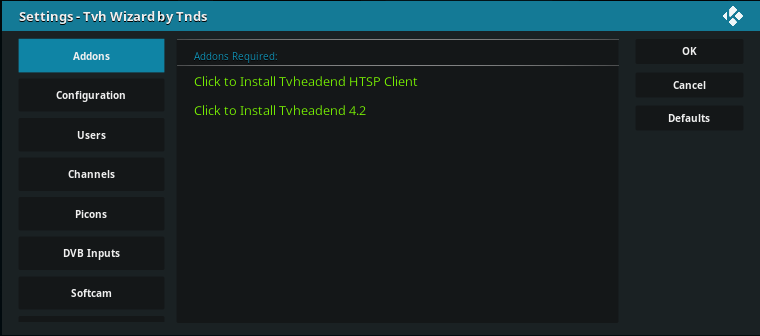 Settings - Tvh Wizard by Tnds
Addons
Configuration
Users
Channels
Picons
DVB Inputs
Softcam
Addons Required:
Click to Install Tvheadend HTSP Client
Click to Install Tvheadend 4.2
OK
Cancel
Defaults